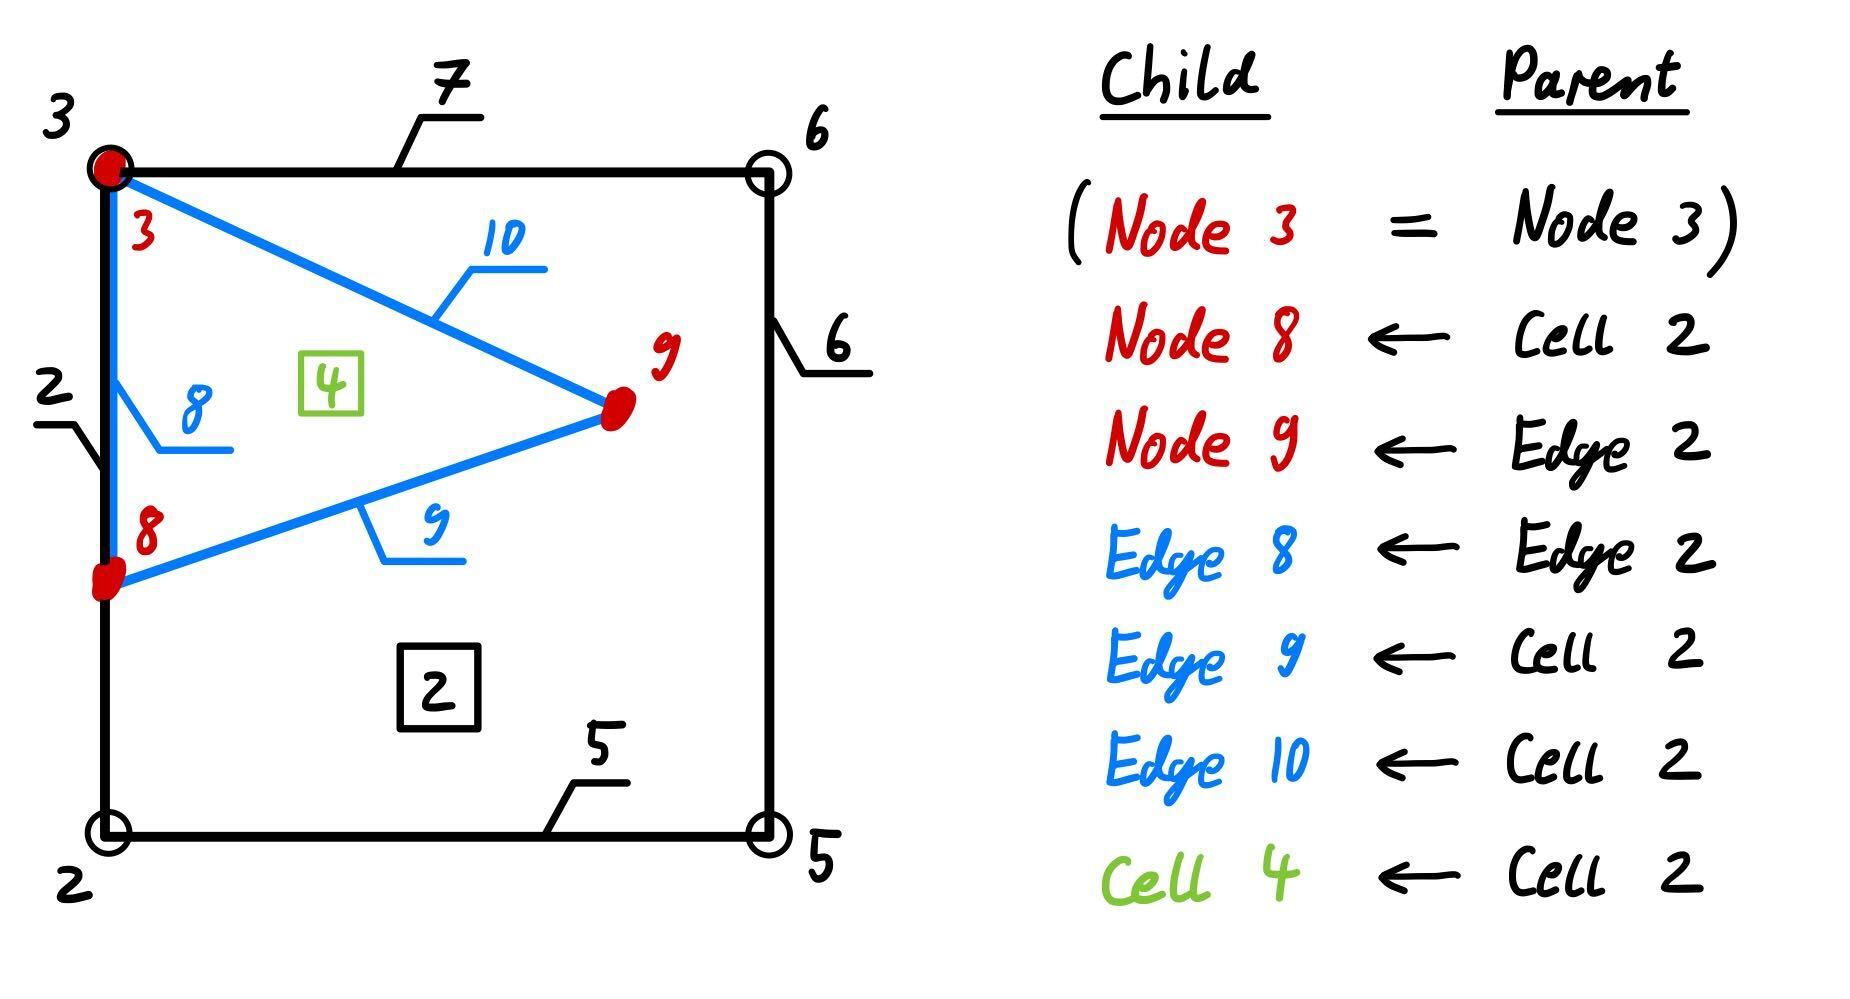 7
3
6
3
10
9
6
4
2
8
9
8
2
5
5
2
Child Parent
(Node 3 = Node 3)
Node 8 ← Cell 2
Node 9 ← Edge 2
Edge 8 ← Edge 2
Edge 9 ← Cell 2
Edge 10 ← Cell 2
Cell 4 ← Cell 2